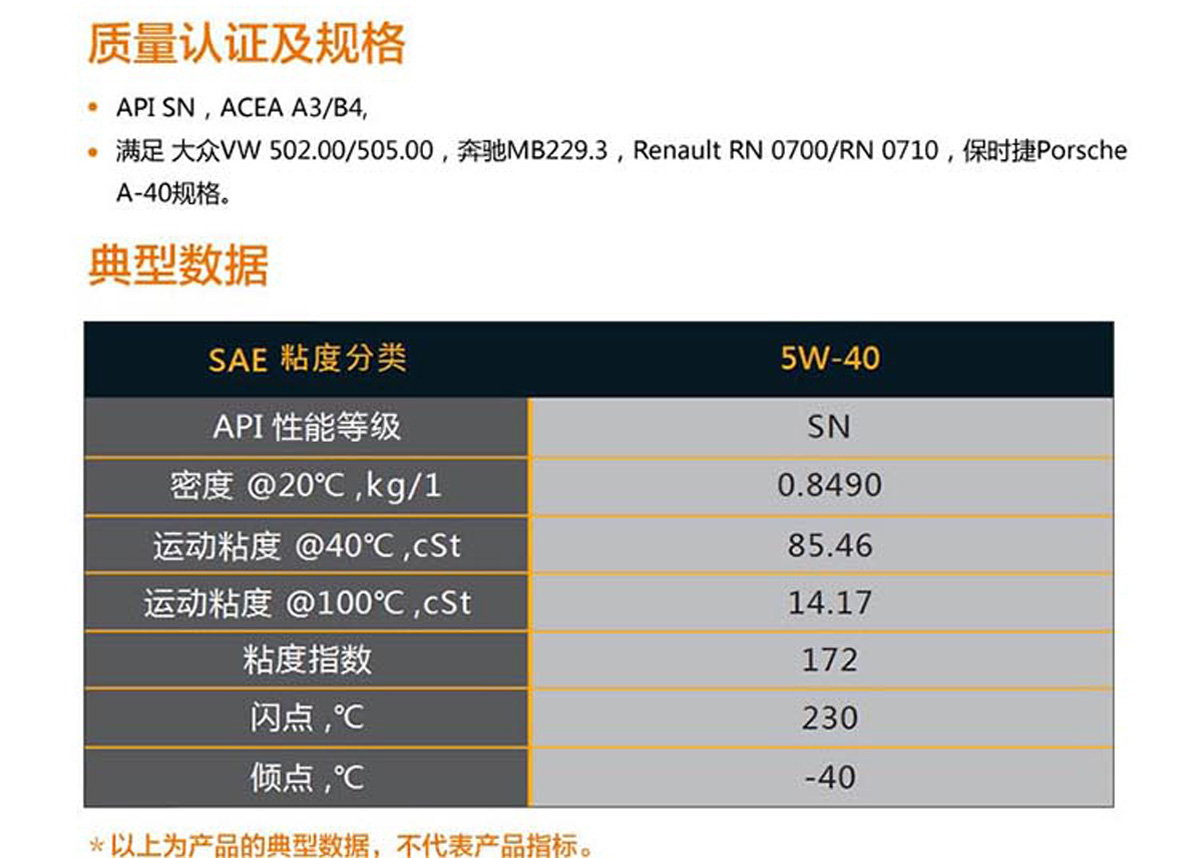 质量认证及规格
• API SN，ACEA A3/B4,
• 满足 大众VW 502.00/505.00，奔驰MB229.3，Renault RN 0700/RN 0710，保时捷Porsche
A-40规格。
典型数据
SAE 粘度分类 5W-40
API 性能等级 SN
密度 @20℃ ,kg/1 0.8490
运动粘度 @40℃ ,cSt 85.46
运动粘度 @100℃ ,cSt 14.17
粘度指数 172
闪点 ,℃ 230
倾点 ,℃ -40
*以上为产品的典型数据，不代表产品指标。